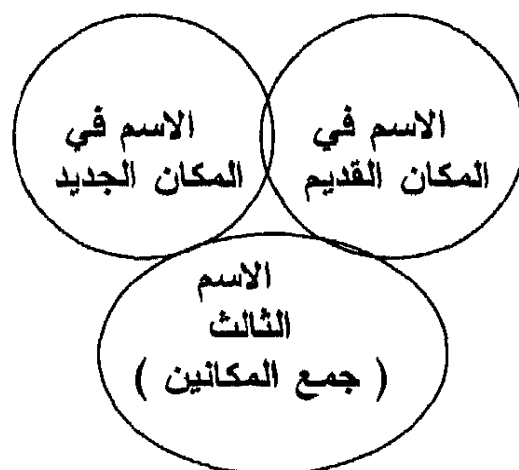 الاسم في
المكان القديم
الاسم في
المكان الجديد
الاسم
الثالث
( جمع المكانين )